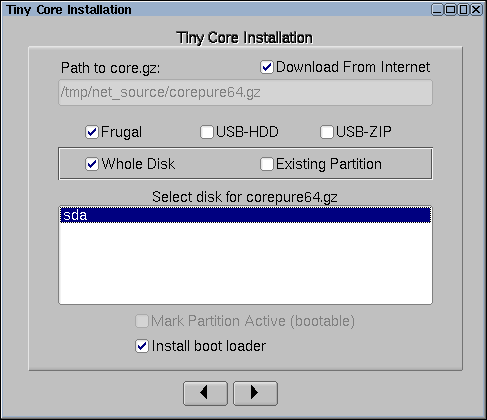 Tiny Core Installation
Tiny Core Installation
Path to core.gz: Download From Internet
/tmp/net_source/corepure64.gz
Frugal USB-HDD USB-ZIP
Whole Disk Existing Partition
Select disk for corepure64.gz
sda
Mark Partition Active (bootable)
Install boot loader